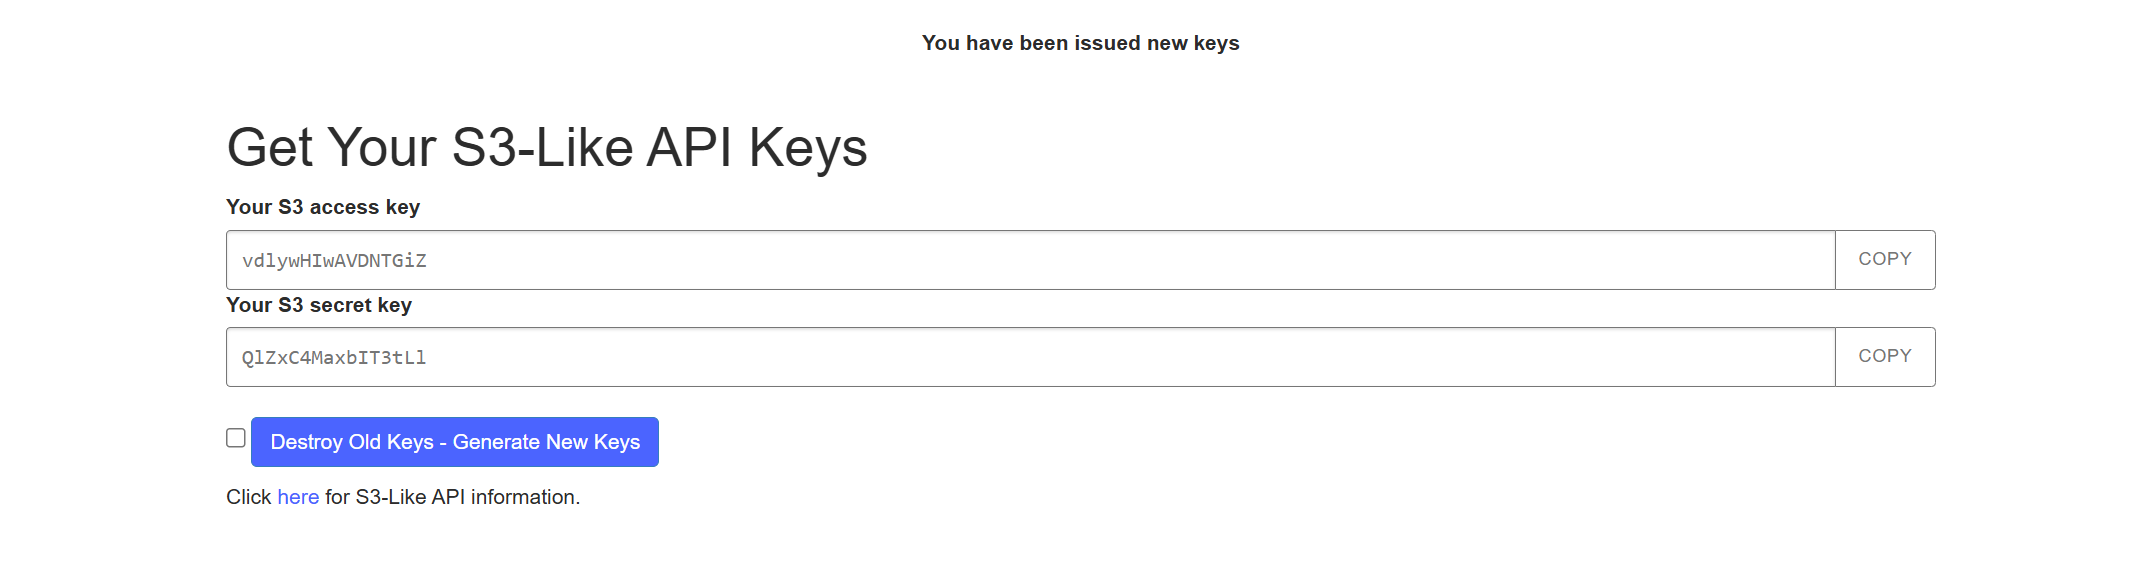 You have been issued new keys
Get Your S3-Like API Keys
Your S3 access key
vdlywHIwAVDNTGiZ
COPY
Your S3 secret key
QlZxC4MaxbIT3tLl
COPY
Destroy Old Keys - Generate New Keys
Click here for S3-Like API information.